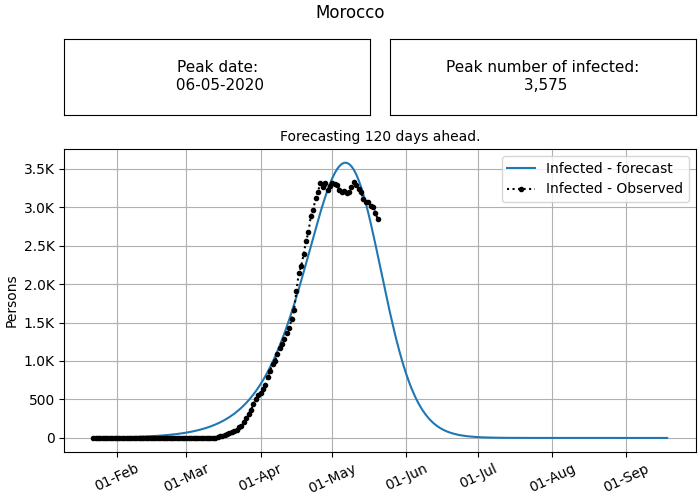 Morocco
Peak date:
06-05-2020
Peak number of infected:
3,575
Forecasting 120 days ahead.
Infected - forecast
Infected - Observed
Persons
3.5K
3.0K
2.5K
2.0K
1.5K
1.0K
500
0
01-Feb
01-Mar
01-Apr
01-May
01-Jun
01-Jul
01-Aug
01-Sep